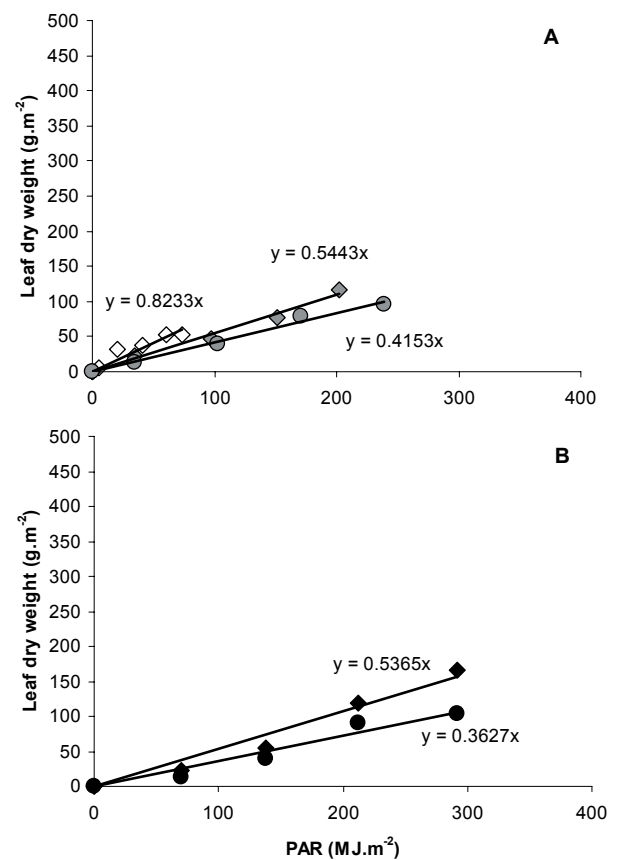 500
A
450
400
350
300
250
200
150
100
50
0
Leaf dry weight (g.m-2)
y = 0.5443x
y = 0.8233x
y = 0.4153x
0 100 200 300 400
500
B
450
400
350
300
250
200
150
100
50
0
Leaf dry weight (g.m-2)
y = 0.5365x
y = 0.3627x
0 100 200 300 400
PAR (MJ.m-2)